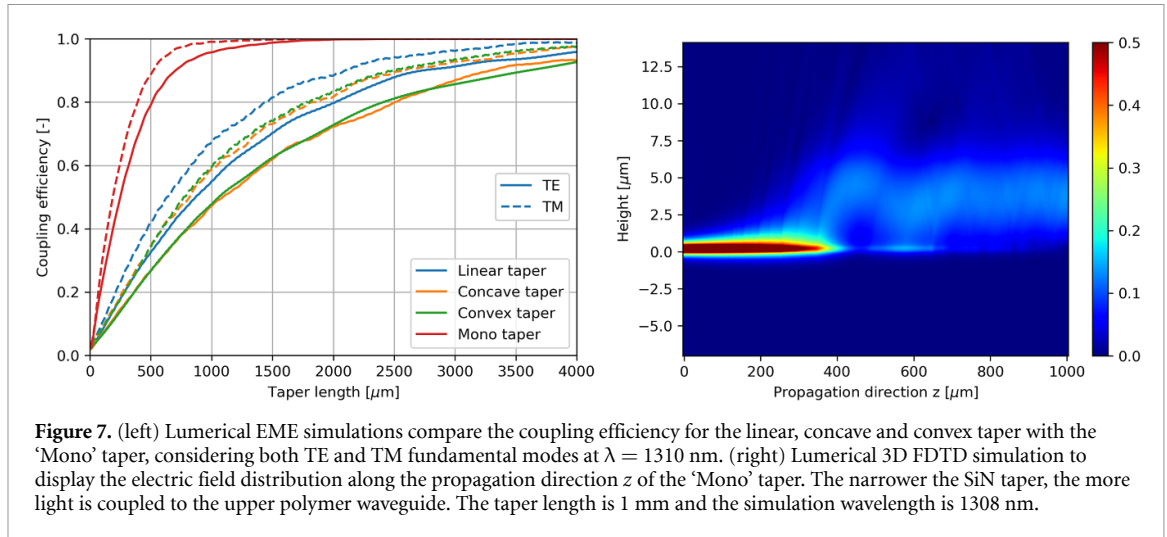 1.0
0.8
0.6
0.4
0.2
0.0
Coupling efficiency [-]
0 500 1000 1500 2000 2500 3000 3500 4000
Taper length [μm]
TE
TM
Linear taper
Concave taper
Convex taper
Mono taper
12.5
10.0
7.5
5.0
2.5
0.0
−2.5
−5.0
Height [μm]
0 200 400 600 800 1000
Propagation direction z [μm]
0.5
0.4
0.3
0.2
0.1
0.0
Figure 7. (left) Lumerical EME simulations compare the coupling efficiency for the linear, concave and convex taper with the
‘Mono’ taper, considering both TE and TM fundamental modes at λ = 1310 nm. (right) Lumerical 3D FDTD simulation to
display the electric field distribution along the propagation direction z of the ‘Mono’ taper. The narrower the SiN taper, the more
light is coupled to the upper polymer waveguide. The taper length is 1 mm and the simulation wavelength is 1308 nm.